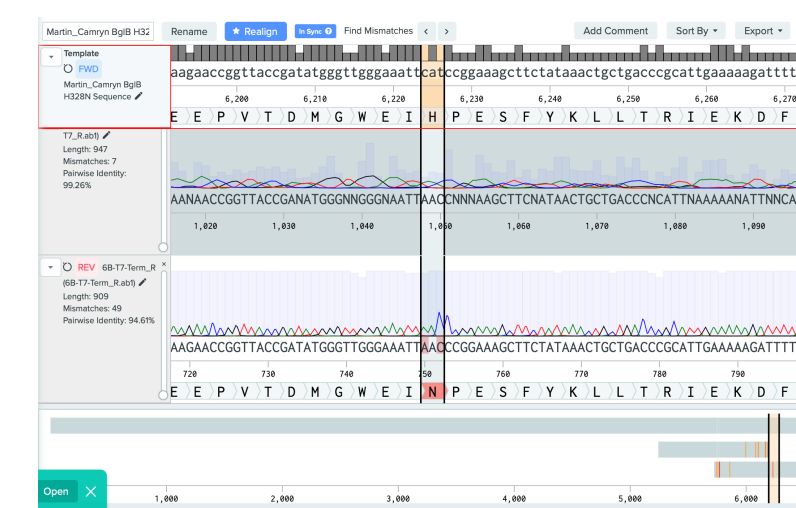 Martin_Camryn BglB H32 Rename Realign In Sync Find Mismatches < > Add Comment Sort By Export
Template
FWD
Martin_Camryn BglB
H328N Sequence
aagaaccggttaccgatatgggttgggaaattcatccggaaagcttctataaactgctgacccgcattgaaaaagatttt
6,200 6,210 6,220 6,230 6,240 6,250 6,260 6,270
E E P V T D M G W E I H P E S F Y K L L T R I E K D F
T7_R.ab1)
Length: 947
Mismatches: 7
Pairwise Identity:
99.26%
AANAACCGGTTACCGANATGGGNNGGGNAATTAACCNNNAAGCTTCNATAACTGCTGACCCNCATTNAAAAANATTNNCA
1,020 1,030 1,040 1,050 1,060 1,070 1,080 1,090
REV 6B-T7-Term_R ×
(6B-T7-Term_R.ab1)
Length: 909
Mismatches: 49
Pairwise Identity: 94.61%
AAGAACCGGTTACCGATATGGGTTGGGAAATTAACCCGGAAAGCTTCTATAAACTGCTGACCCGCATTGAAAAAGATTTT
720 730 740 750 760 770 780 790
E E P V T D M G W E I N P E S F Y K L L T R I E K D F
Open
1,000 2,000 3,000 4,000 5,000 6,000